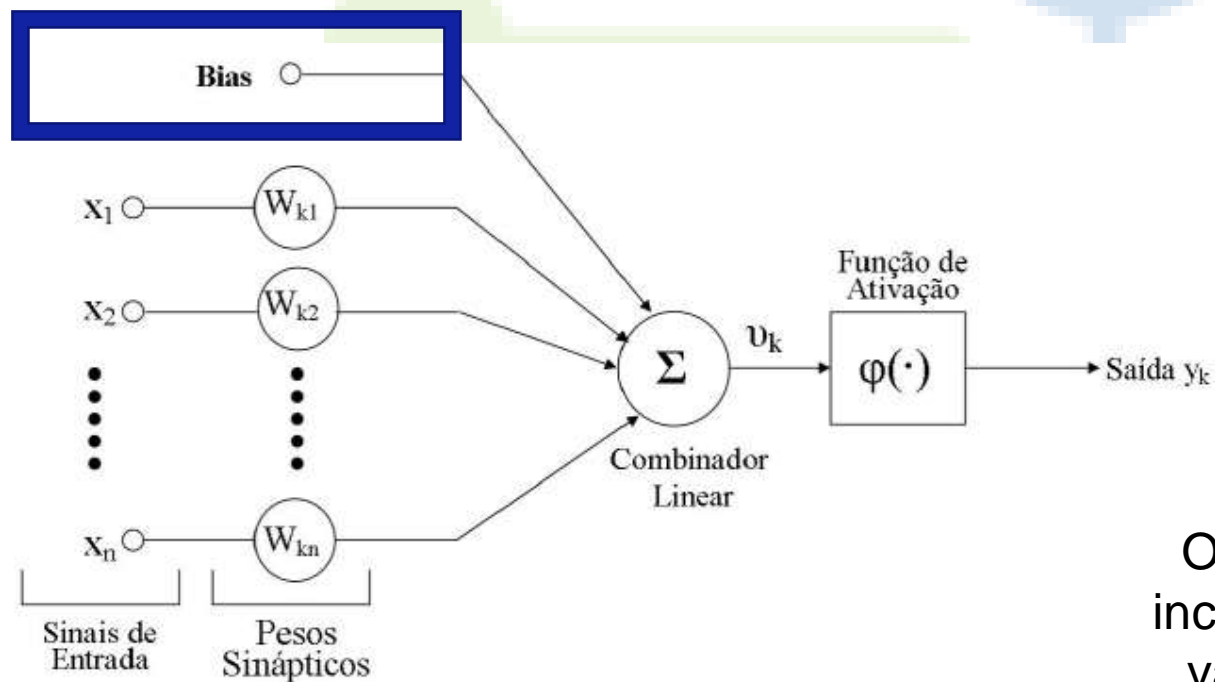 Bias
x1 Wk1
x2 Wk2
Função de
Ativação
Σ υk φ(·) Saída yk
Combinador
Linear
xn Wkn
Sinais de
Entrada
Pesos
Sinápticos
O
inc